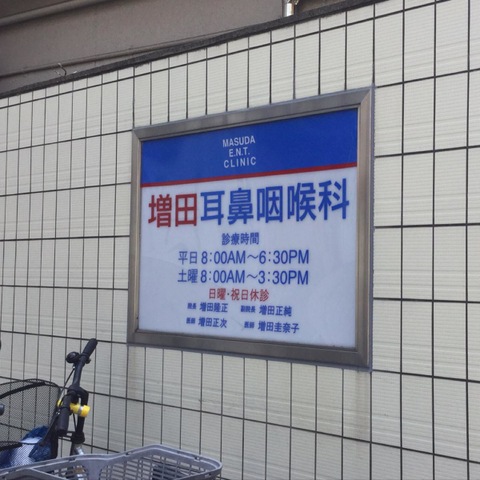 MASUDA
E.N.T.
CLINIC
増田耳鼻咽喉科
診療時間
平日 8:00AM～6:30PM
土曜 8:00AM～3:30PM
日曜・祝日休診
院長 増田隆正 副院長 増田正純
医師 増田正次 医師 増田圭奈子